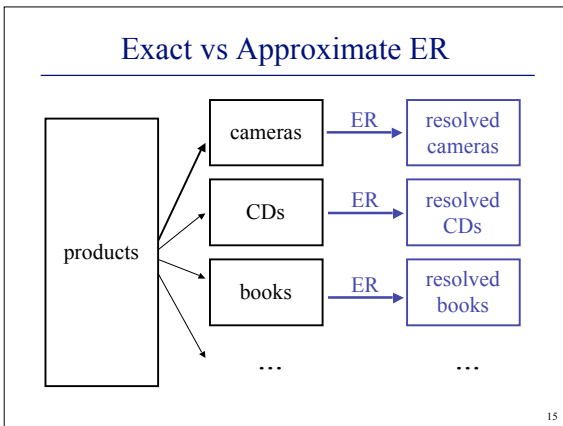 Exact vs Approximate ER
products
cameras
ER
resolved
cameras
CDs
ER
resolved
CDs
books
ER
resolved
books
...
...
15